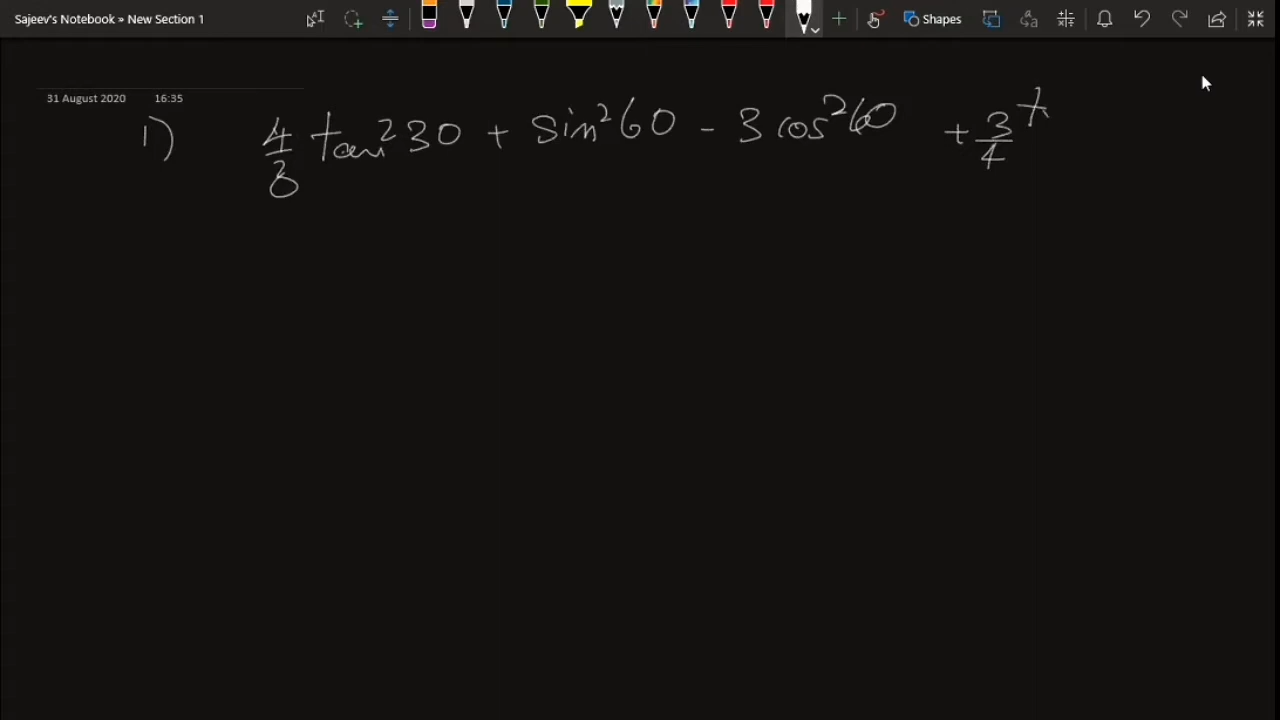 Sajeev's Notebook » New Section 1
Shapes
31 August 2020 16:35
1) 4/3 tan²30 + sin²60 - 3 cos²60 + 3/4